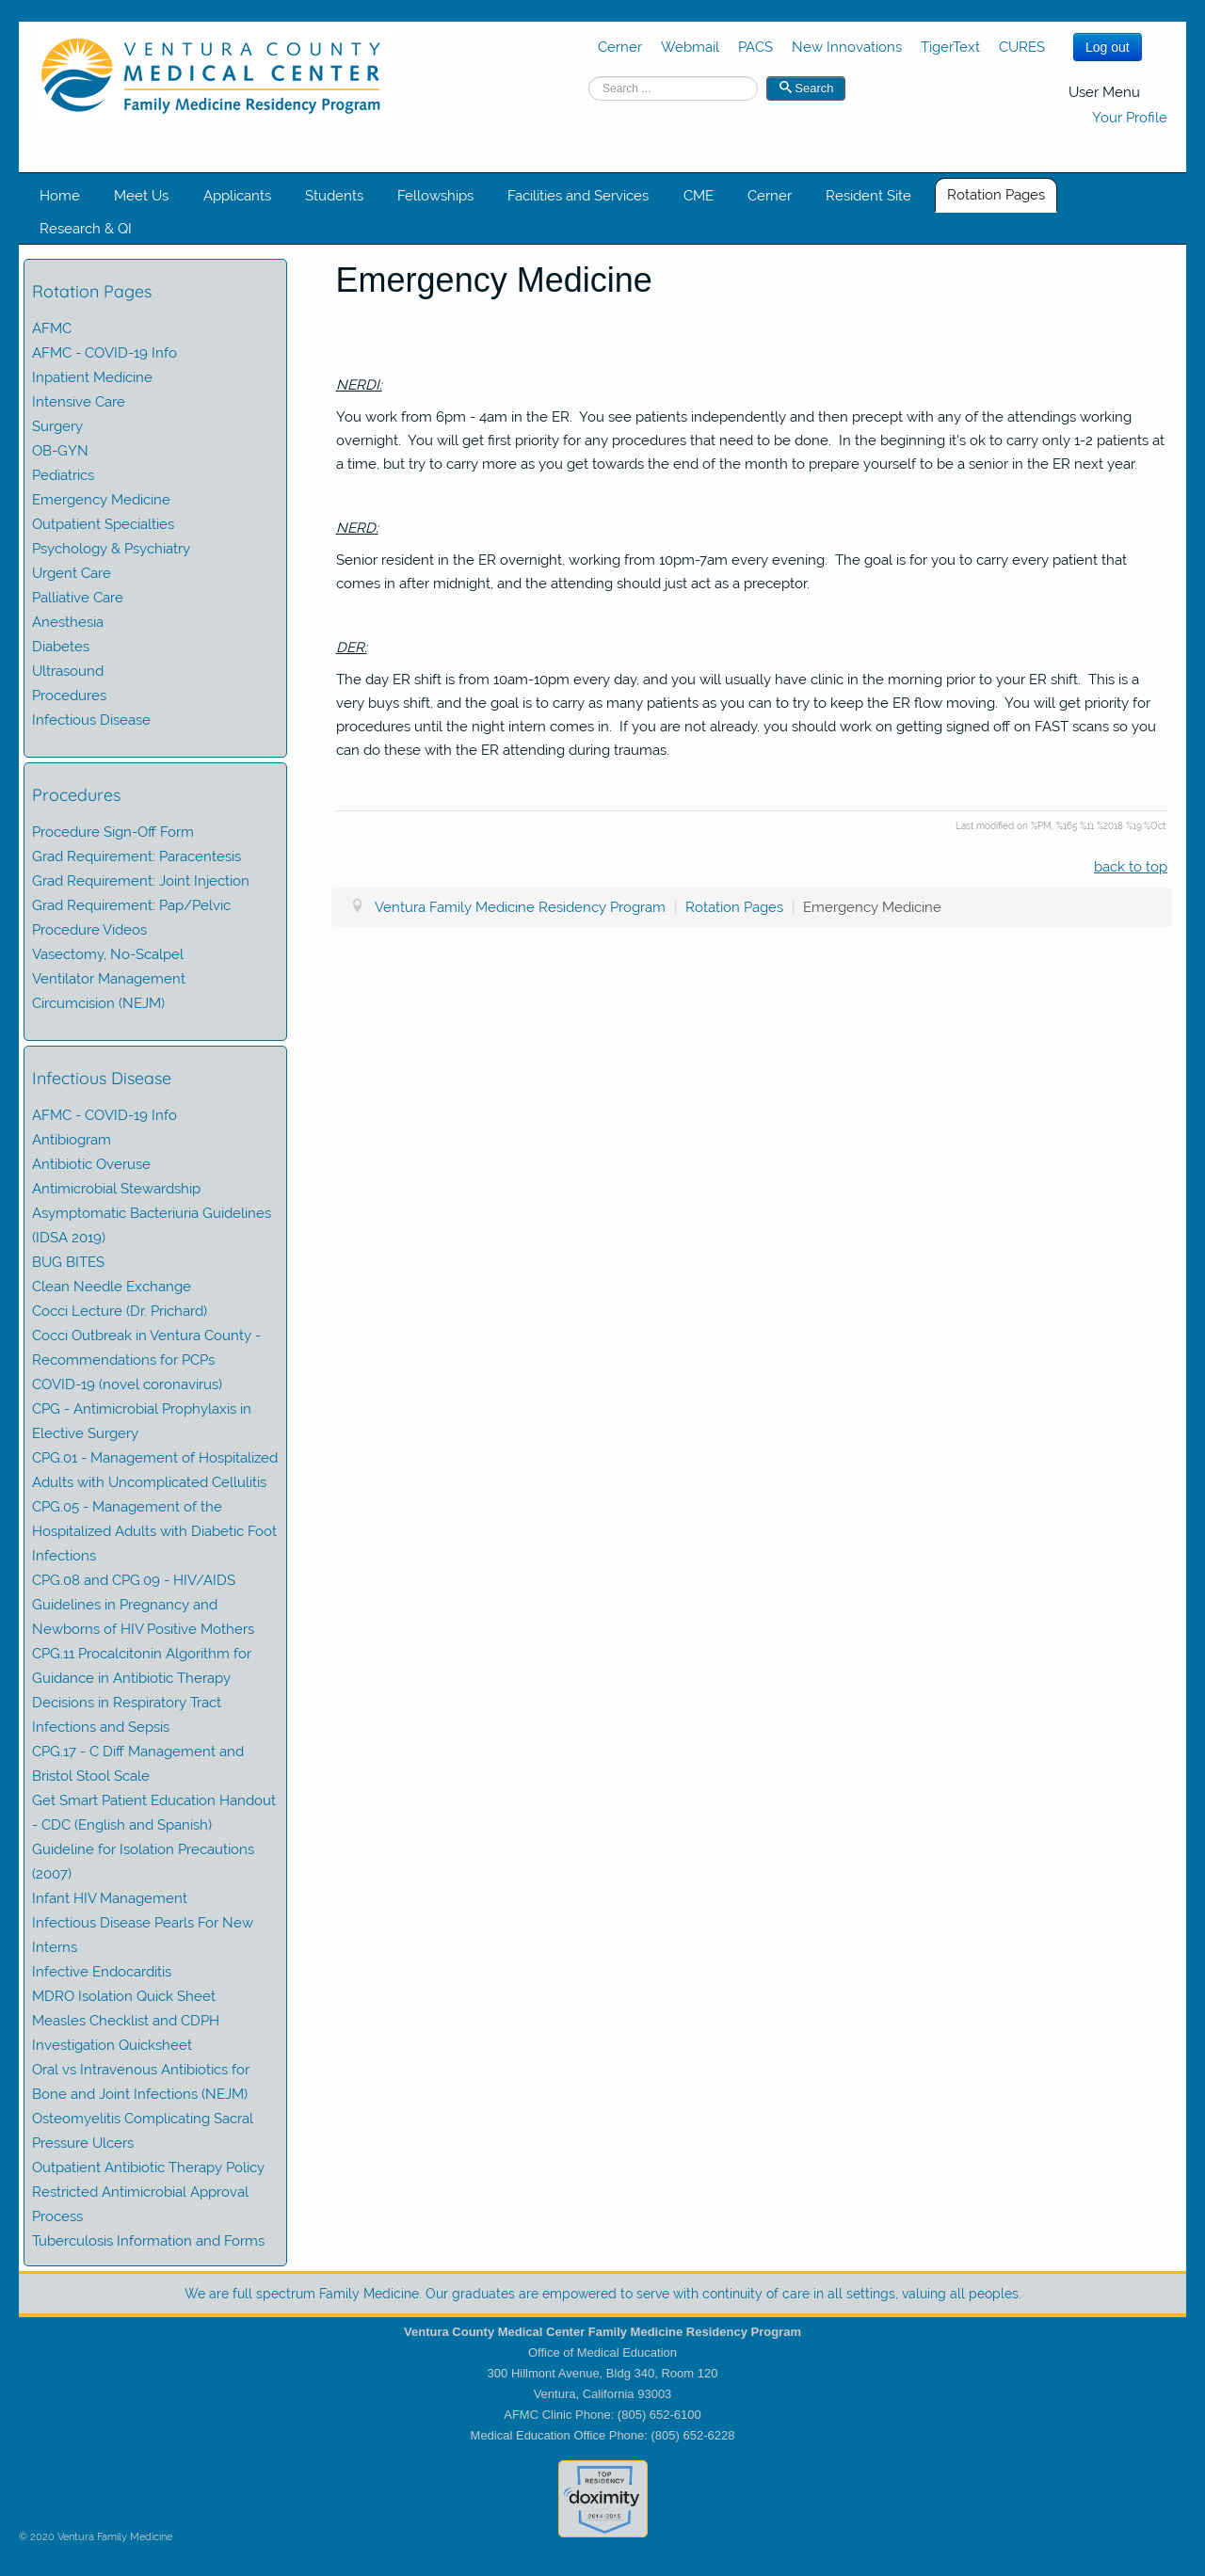 VENTURA COUNTY
MEDICAL CENTER
Family Medicine Residency Program
Cerner Webmail PACS New Innovations TigerText CURES Log out
Search ... Search
User Menu
Your Profile
Home Meet Us Applicants Students Fellowships Facilities and Services CME Cerner Resident Site Rotation Pages
Research & QI
Rotation Pages
AFMC
AFMC - COVID-19 Info
Inpatient Medicine
Intensive Care
Surgery
OB-GYN
Pediatrics
Emergency Medicine
Outpatient Specialties
Psychology & Psychiatry
Urgent Care
Palliative Care
Anesthesia
Diabetes
Ultrasound
Procedures
Infectious Disease
Procedures
Procedure Sign-Off Form
Grad Requirement: Paracentesis
Grad Requirement: Joint Injection
Grad Requirement: Pap/Pelvic
Procedure Videos
Vasectomy, No-Scalpel
Ventilator Management
Circumcision (NEJM)
Infectious Disease
AFMC - COVID-19 Info
Antibiogram
Antibiotic Overuse
Antimicrobial Stewardship
Asymptomatic Bacteriuria Guidelines
(IDSA 2019)
BUG BITES
Clean Needle Exchange
Cocci Lecture (Dr. Prichard)
Cocci Outbreak in Ventura County -
Recommendations for PCPs
COVID-19 (novel coronavirus)
CPG - Antimicrobial Prophylaxis in
Elective Surgery
CPG.01 - Management of Hospitalized
Adults with Uncomplicated Cellulitis
CPG.05 - Management of the
Hospitalized Adults with Diabetic Foot
Infections
CPG.08 and CPG.09 - HIV/AIDS
Guidelines in Pregnancy and
Newborns of HIV Positive Mothers
CPG.11 Procalcitonin Algorithm for
Guidance in Antibiotic Therapy
Decisions in Respiratory Tract
Infections and Sepsis
CPG.17 - C Diff Management and
Bristol Stool Scale
Get Smart Patient Education Handout
- CDC (English and Spanish)
Guideline for Isolation Precautions
(2007)
Infant HIV Management
Infectious Disease Pearls For New
Interns
Infective Endocarditis
MDRO Isolation Quick Sheet
Measles Checklist and CDPH
Investigation Quicksheet
Oral vs Intravenous Antibiotics for
Bone and Joint Infections (NEJM)
Osteomyelitis Complicating Sacral
Pressure Ulcers
Outpatient Antibiotic Therapy Policy
Restricted Antimicrobial Approval
Process
Tuberculosis Information and Forms
Emergency Medicine
NERDI:
You work from 6pm - 4am in the ER. You see patients independently and then precept with any of the attendings working
overnight. You will get first priority for any procedures that need to be done. In the beginning it's ok to carry only 1-2 patients at
a time, but try to carry more as you get towards the end of the month to prepare yourself to be a senior in the ER next year.
NERD:
Senior resident in the ER overnight, working from 10pm-7am every evening. The goal is for you to carry every patient that
comes in after midnight, and the attending should just act as a preceptor.
DER:
The day ER shift is from 10am-10pm every day, and you will usually have clinic in the morning prior to your ER shift. This is a
very buys shift, and the goal is to carry as many patients as you can to try to keep the ER flow moving. You will get priority for
procedures until the night intern comes in. If you are not already, you should work on getting signed off on FAST scans so you
can do these with the ER attending during traumas.
Last modified on %PM, %165 %11 %2018 %19:%Oct
back to top
Ventura Family Medicine Residency Program | Rotation Pages | Emergency Medicine
We are full spectrum Family Medicine. Our graduates are empowered to serve with continuity of care in all settings, valuing all peoples.
Ventura County Medical Center Family Medicine Residency Program
Office of Medical Education
300 Hillmont Avenue, Bldg 340, Room 120
Ventura, California 93003
AFMC Clinic Phone: (805) 652-6100
Medical Education Office Phone: (805) 652-6228
TOP
RESIDENCY
doximity
2014-2015
© 2020 Ventura Family Medicine